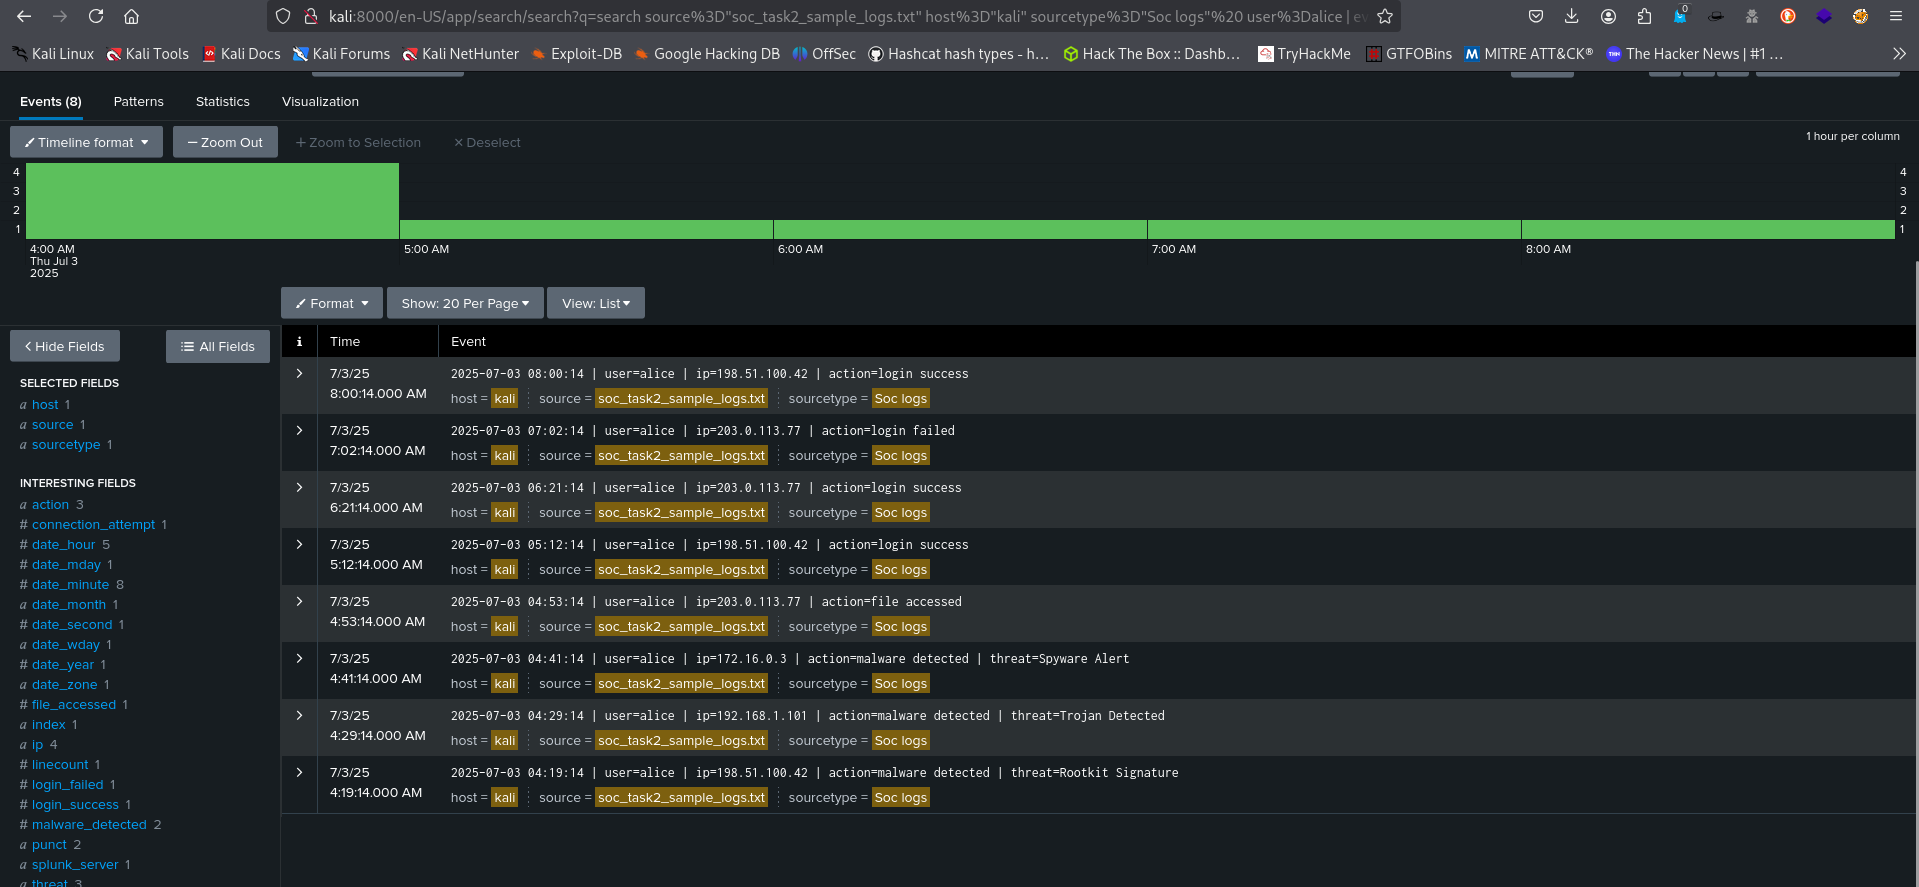 kali:8000/en-US/app/search/search?q=search source%3D"soc_task2_sample_logs.txt" host%3D"kali" sourcetype%3D"Soc logs"%20 user%3Dalice | ev
Kali Linux Kali Tools Kali Docs Kali Forums Kali NetHunter Exploit-DB Google Hacking DB OffSec Hashcat hash types - h… Hack The Box :: Dashb… TryHackMe GTFOBins MITRE ATT&CK® The Hacker News | #1 …
Events (8) Patterns Statistics Visualization
Timeline format — Zoom Out + Zoom to Selection × Deselect 1 hour per column
4 4
3 3
2 2
1 1
4:00 AM 5:00 AM 6:00 AM 7:00 AM 8:00 AM
Thu Jul 3
2025
Format Show: 20 Per Page View: List
< Hide Fields All Fields
i Time Event
SELECTED FIELDS
a host 1
a source 1
a sourcetype 1
INTERESTING FIELDS
a action 3
# connection_attempt 1
# date_hour 5
# date_mday 1
# date_minute 8
a date_month 1
# date_second 1
a date_wday 1
# date_year 1
a date_zone 1
# file_accessed 1
a index 1
a ip 4
# linecount 1
# login_failed 1
# login_success 1
# malware_detected 2
a punct 2
a splunk_server 1
a threat 3
7/3/25
8:00:14.000 AM
2025-07-03 08:00:14 | user=alice | ip=198.51.100.42 | action=login success
host = kali source = soc_task2_sample_logs.txt sourcetype = Soc logs
7/3/25
7:02:14.000 AM
2025-07-03 07:02:14 | user=alice | ip=203.0.113.77 | action=login failed
host = kali source = soc_task2_sample_logs.txt sourcetype = Soc logs
7/3/25
6:21:14.000 AM
2025-07-03 06:21:14 | user=alice | ip=203.0.113.77 | action=login success
host = kali source = soc_task2_sample_logs.txt sourcetype = Soc logs
7/3/25
5:12:14.000 AM
2025-07-03 05:12:14 | user=alice | ip=198.51.100.42 | action=login success
host = kali source = soc_task2_sample_logs.txt sourcetype = Soc logs
7/3/25
4:53:14.000 AM
2025-07-03 04:53:14 | user=alice | ip=203.0.113.77 | action=file accessed
host = kali source = soc_task2_sample_logs.txt sourcetype = Soc logs
7/3/25
4:41:14.000 AM
2025-07-03 04:41:14 | user=alice | ip=172.16.0.3 | action=malware detected | threat=Spyware Alert
host = kali source = soc_task2_sample_logs.txt sourcetype = Soc logs
7/3/25
4:29:14.000 AM
2025-07-03 04:29:14 | user=alice | ip=192.168.1.101 | action=malware detected | threat=Trojan Detected
host = kali source = soc_task2_sample_logs.txt sourcetype = Soc logs
7/3/25
4:19:14.000 AM
2025-07-03 04:19:14 | user=alice | ip=198.51.100.42 | action=malware detected | threat=Rootkit Signature
host = kali source = soc_task2_sample_logs.txt sourcetype = Soc logs